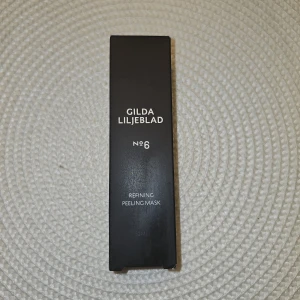 GILDA
LILJEBLAD
Nº6
REFINING
PEELING MASK